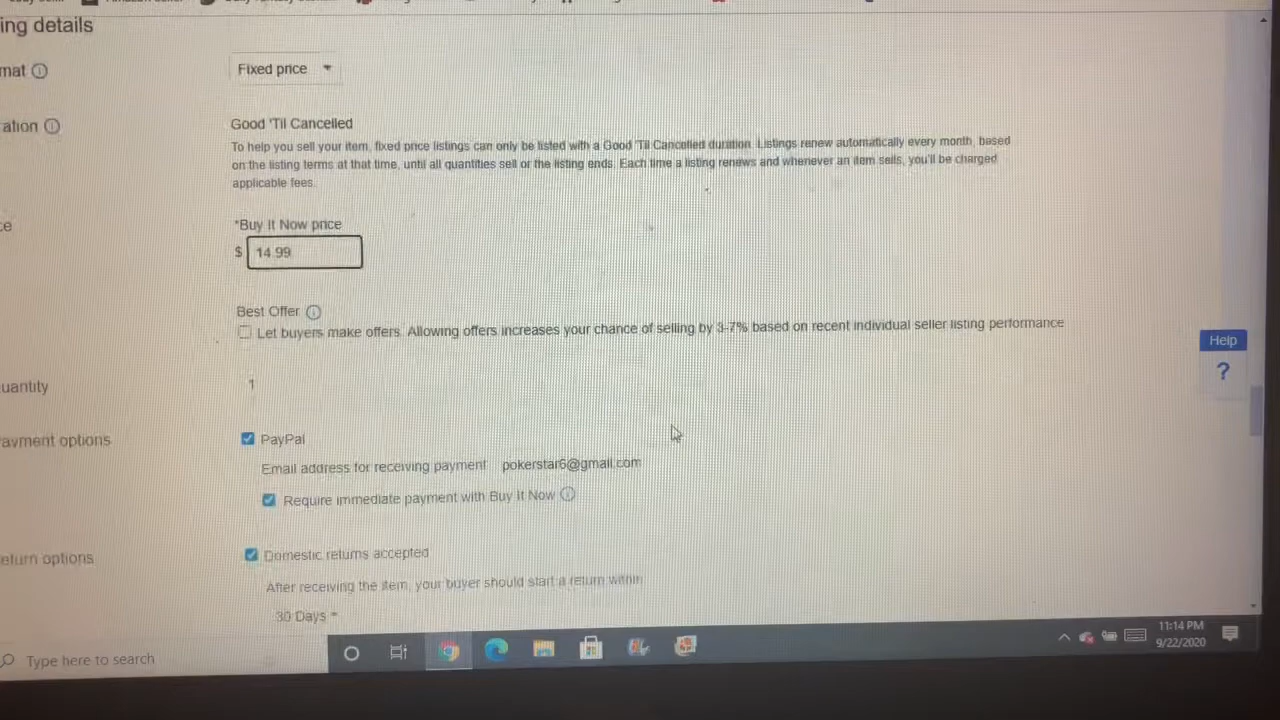 ing details
mat
Fixed price
ation
Good 'Til Cancelled
To help you sell your item, fixed price listings can only be listed with a Good 'Til Cancelled duration. Listings renew automatically every month, based
on the listing terms at that time, until all quantities sell or the listing ends. Each time a listing renews and whenever an item sells, you'll be charged
applicable fees.
ce
*Buy It Now price
$ 14.99
Best Offer
Let buyers make offers. Allowing offers increases your chance of selling by 3-7% based on recent individual seller listing performance
Help
?
uantity
1
ayment options
PayPal
Email address for receiving payment pokerstar6@gmail.com
Require immediate payment with Buy It Now
eturn options
Domestic returns accepted
After receiving the item, your buyer should start a return within:
30 Days
Type here to search
11:14 PM
9/22/2020